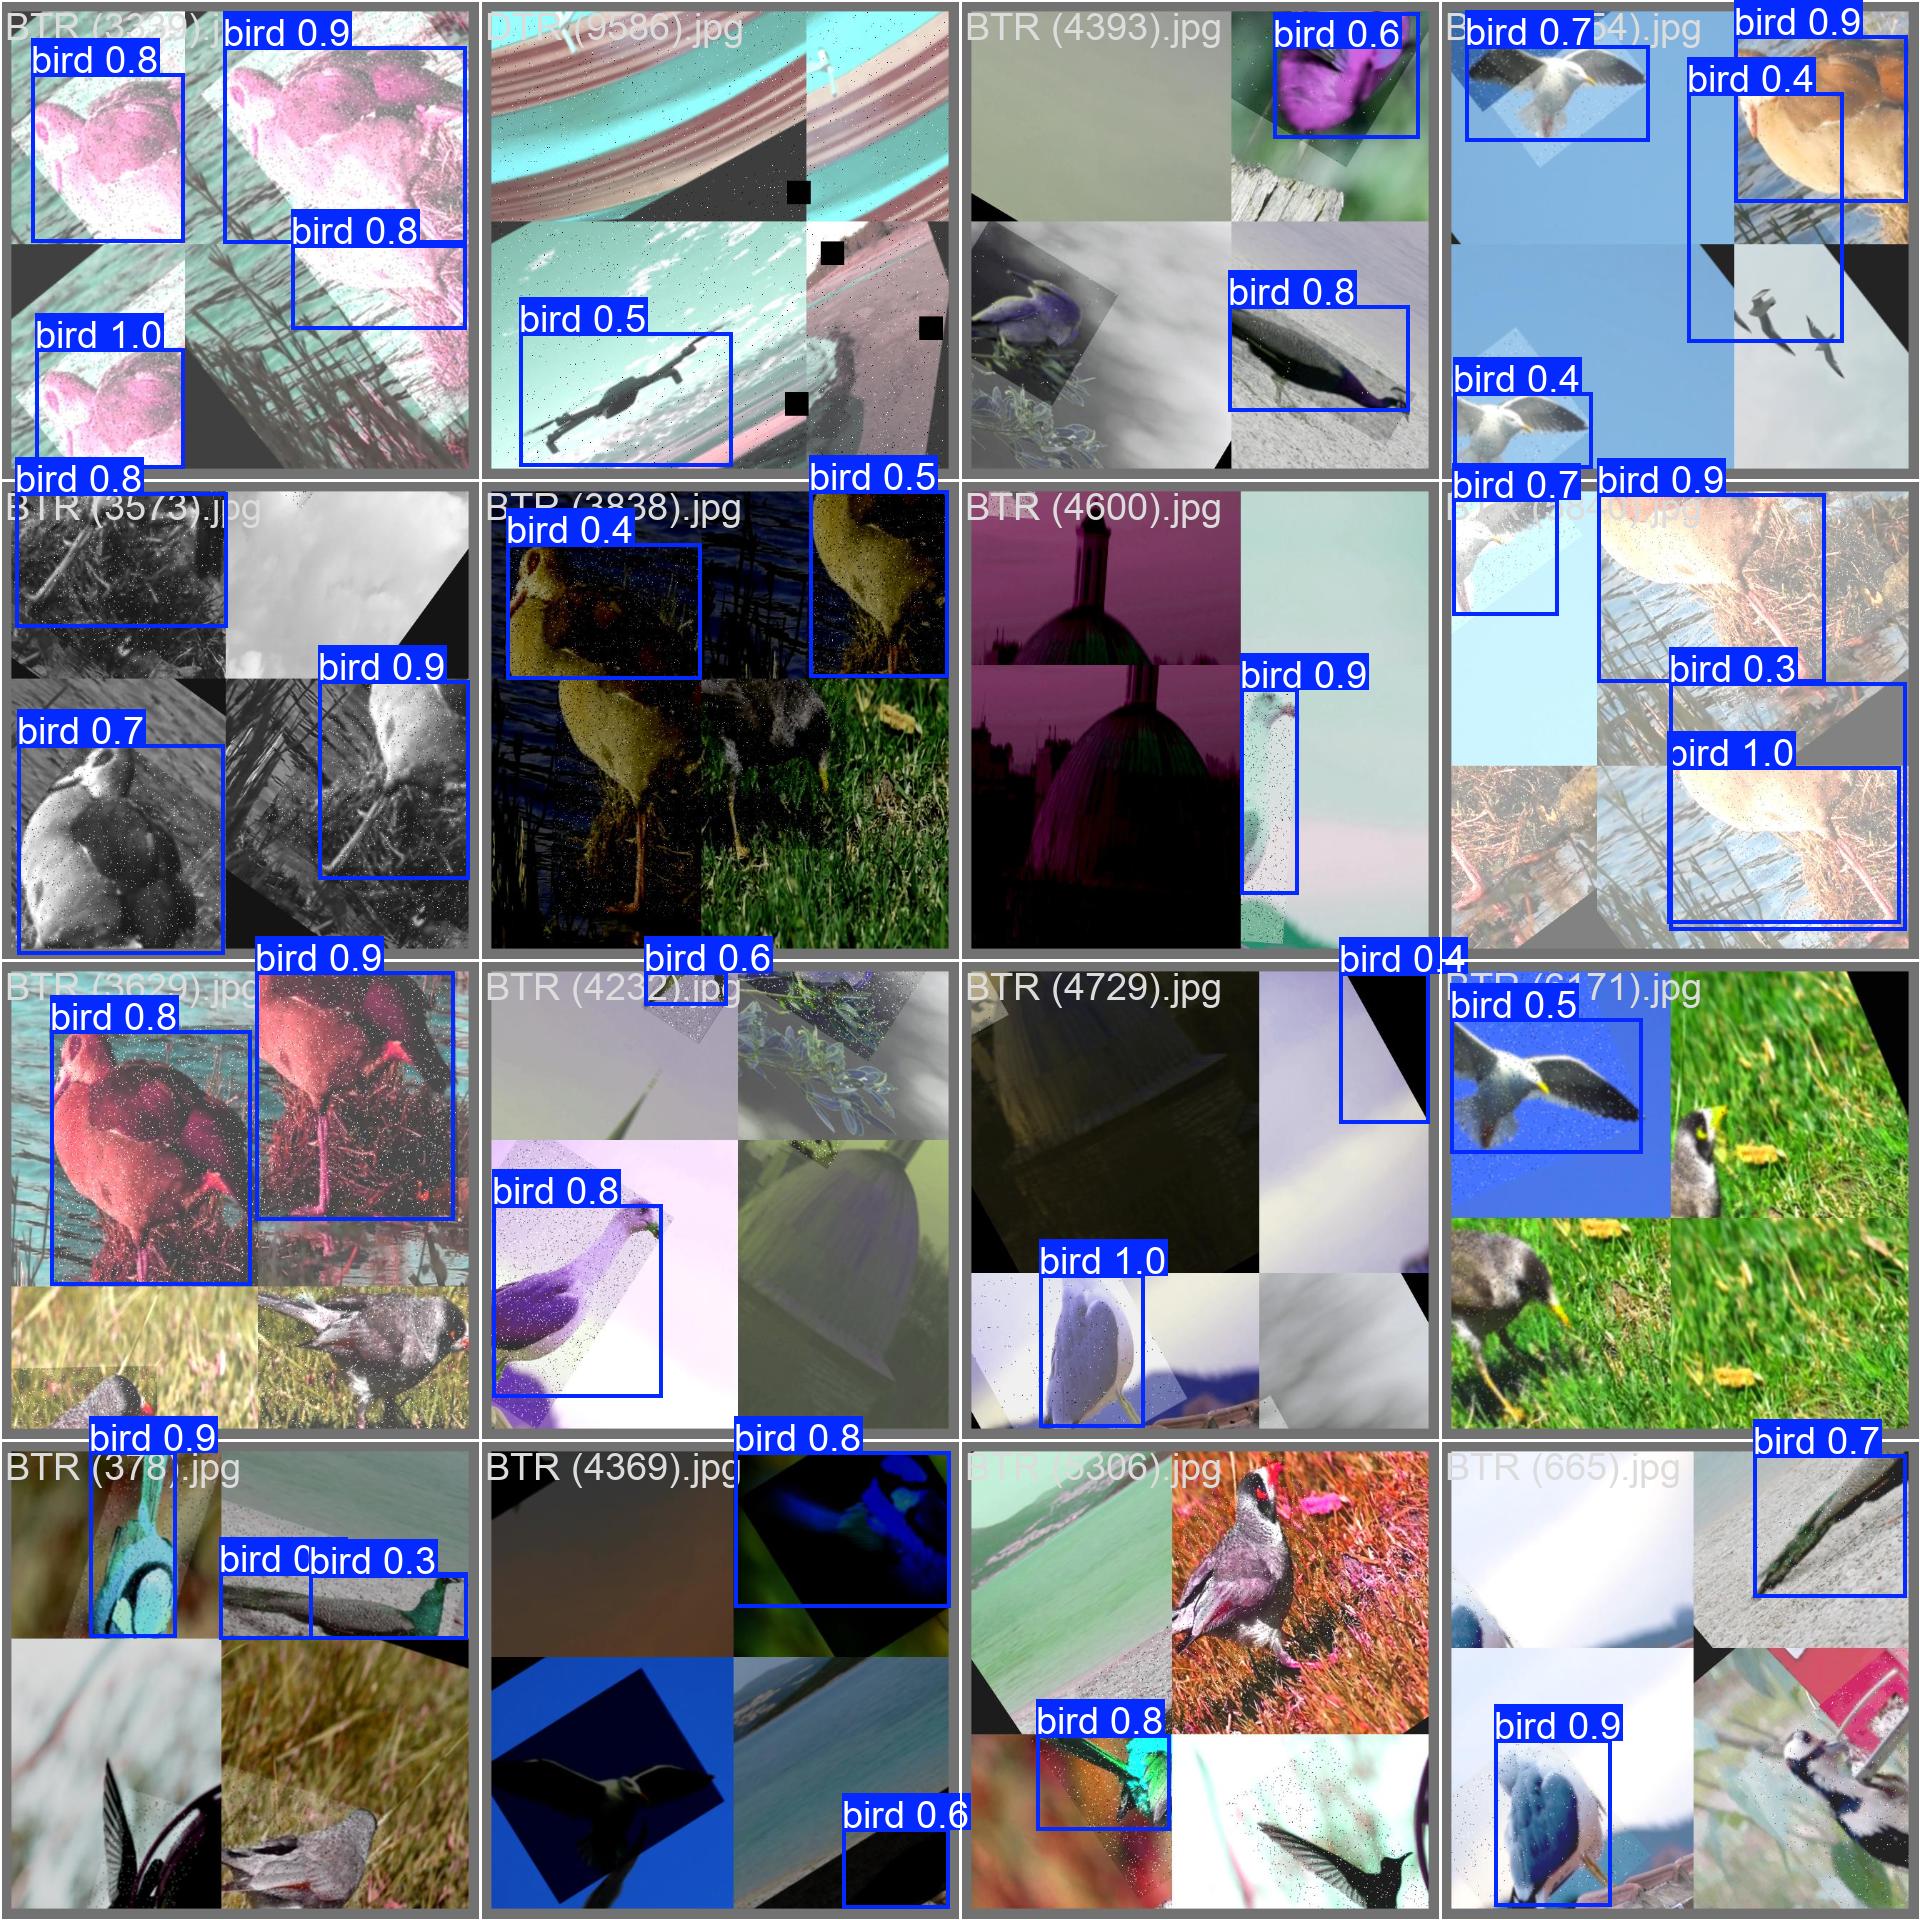 BTR (3339).jpg
bird 0.8
bird 0.9
bird 0.8
bird 1.0
DTR (9586).jpg
bird 0.5
BTR (4393).jpg
bird 0.6
bird 0.8
54).jpg
bird 0.7
bird 0.9
bird 0.4
bird 0.4
BTR (3573).jpg
bird 0.8
bird 0.9
bird 0.7
BTR (3838).jpg
bird 0.5
bird 0.4
BTR (4600).jpg
bird 0.9
bird 0.7
bird 0.9
bird 0.3
bird 1.0
BTR (3629).jpg
bird 0.9
bird 0.8
BTR (4232).jpg
bird 0.6
bird 0.8
BTR (4729).jpg
bird 0.4
bird 1.0
BTR (6171).jpg
bird 0.5
BTR (378).jpg
bird 0.9
bird 0
bird 0.3
BTR (4369).jpg
bird 0.8
bird 0.6
BTR (5306).jpg
bird 0.8
BTR (665).jpg
bird 0.7
bird 0.9